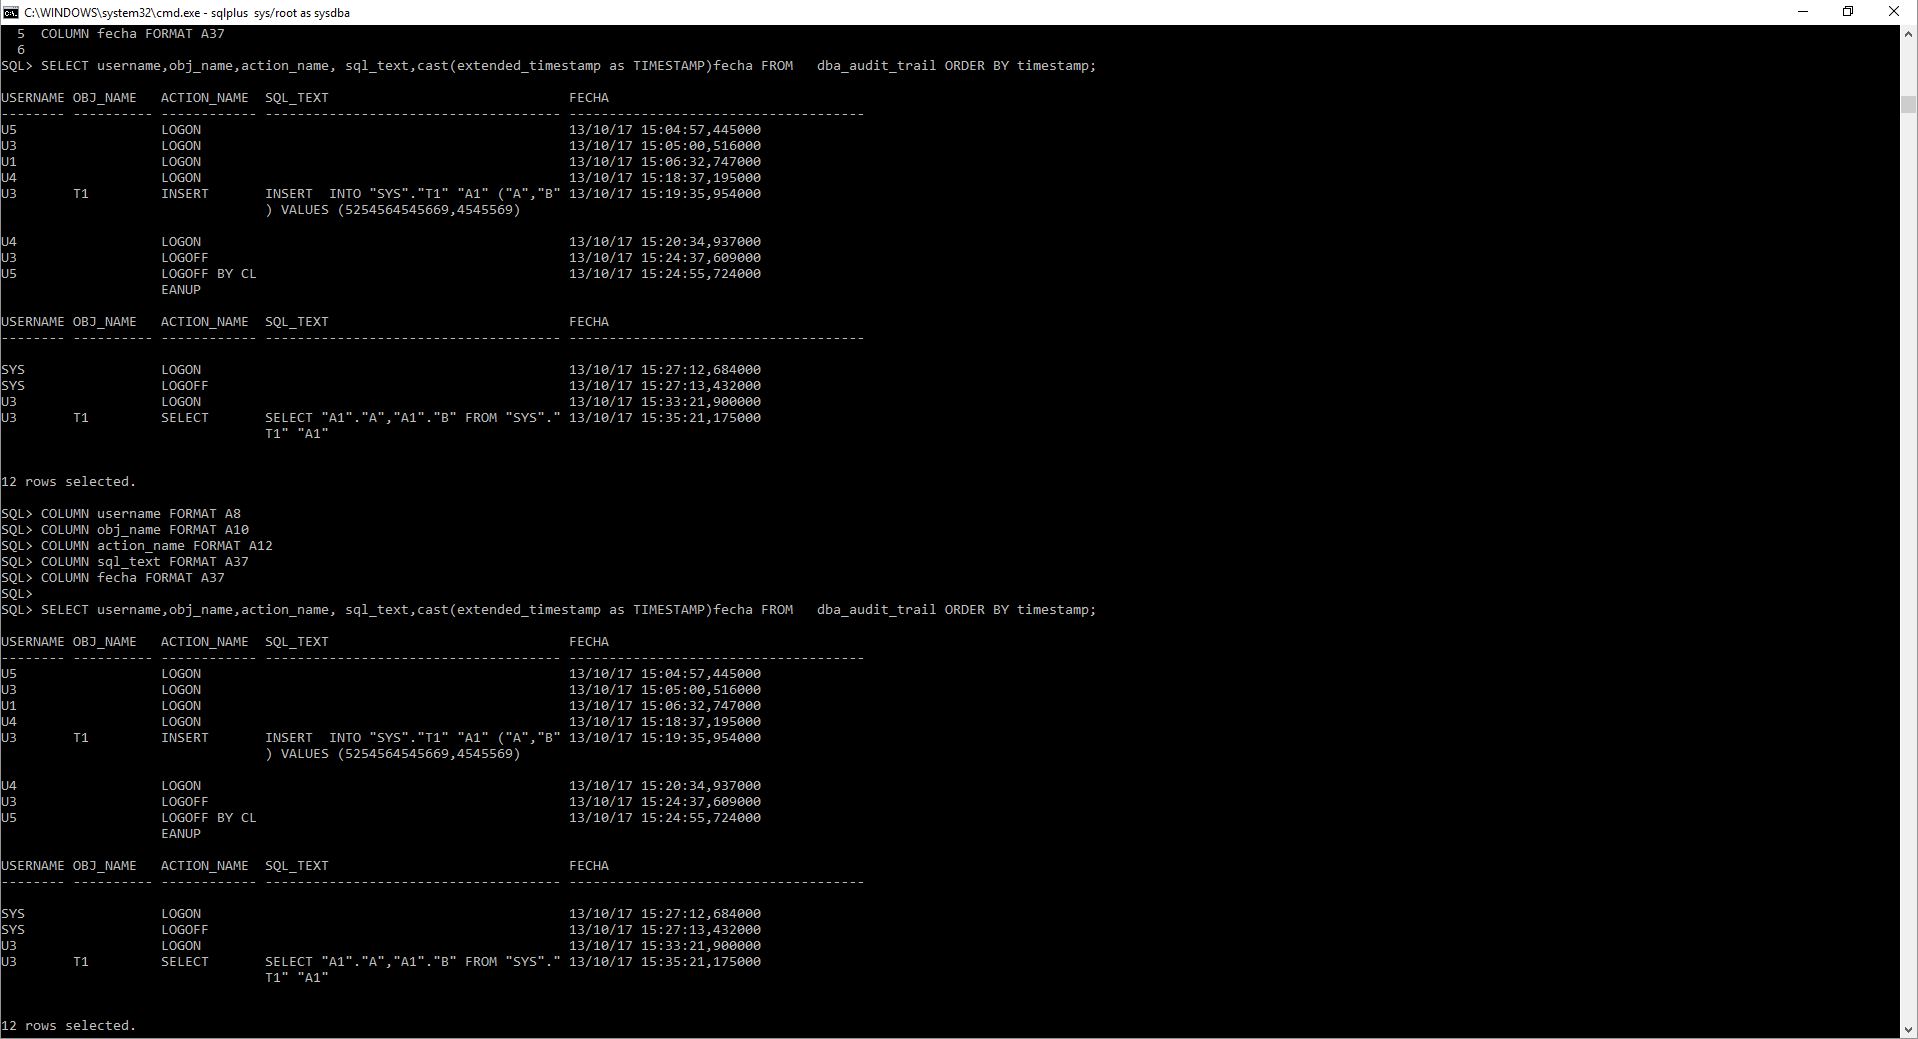 C:\WINDOWS\system32\cmd.exe - sqlplus  sys/root as sysdba
  5  COLUMN fecha FORMAT A37
  6
SQL> SELECT username,obj_name,action_name, sql_text,cast(extended_timestamp as TIMESTAMP)fecha FROM   dba_audit_trail ORDER BY timestamp;
USERNAME OBJ_NAME   ACTION_NAME  SQL_TEXT                              FECHA
-------- ---------- ------------ ------------------------------------- -------------------------------------
U5                  LOGON                                              13/10/17 15:04:57,445000
U3                  LOGON                                              13/10/17 15:05:00,516000
U1                  LOGON                                              13/10/17 15:06:32,747000
U4                  LOGON                                              13/10/17 15:18:37,195000
U3       T1         INSERT       INSERT  INTO "SYS"."T1" "A1" ("A","B" 13/10/17 15:19:35,954000
                                 ) VALUES (5254564545669,4545569)
U4                  LOGON                                              13/10/17 15:20:34,937000
U3                  LOGOFF                                             13/10/17 15:24:37,609000
U5                  LOGOFF BY CL                                       13/10/17 15:24:55,724000
                    EANUP
USERNAME OBJ_NAME   ACTION_NAME  SQL_TEXT                              FECHA
-------- ---------- ------------ ------------------------------------- -------------------------------------
SYS                 LOGON                                              13/10/17 15:27:12,684000
SYS                 LOGOFF                                             13/10/17 15:27:13,432000
U3                  LOGON                                              13/10/17 15:33:21,900000
U3       T1         SELECT       SELECT "A1"."A","A1"."B" FROM "SYS"." 13/10/17 15:35:21,175000
                                 T1" "A1"
12 rows selected.
SQL> COLUMN username FORMAT A8
SQL> COLUMN obj_name FORMAT A10
SQL> COLUMN action_name FORMAT A12
SQL> COLUMN sql_text FORMAT A37
SQL> COLUMN fecha FORMAT A37
SQL>
SQL> SELECT username,obj_name,action_name, sql_text,cast(extended_timestamp as TIMESTAMP)fecha FROM   dba_audit_trail ORDER BY timestamp;
USERNAME OBJ_NAME   ACTION_NAME  SQL_TEXT                              FECHA
-------- ---------- ------------ ------------------------------------- -------------------------------------
U5                  LOGON                                              13/10/17 15:04:57,445000
U3                  LOGON                                              13/10/17 15:05:00,516000
U1                  LOGON                                              13/10/17 15:06:32,747000
U4                  LOGON                                              13/10/17 15:18:37,195000
U3       T1         INSERT       INSERT  INTO "SYS"."T1" "A1" ("A","B" 13/10/17 15:19:35,954000
                                 ) VALUES (5254564545669,4545569)
U4                  LOGON                                              13/10/17 15:20:34,937000
U3                  LOGOFF                                             13/10/17 15:24:37,609000
U5                  LOGOFF BY CL                                       13/10/17 15:24:55,724000
                    EANUP
USERNAME OBJ_NAME   ACTION_NAME  SQL_TEXT                              FECHA
-------- ---------- ------------ ------------------------------------- -------------------------------------
SYS                 LOGON                                              13/10/17 15:27:12,684000
SYS                 LOGOFF                                             13/10/17 15:27:13,432000
U3                  LOGON                                              13/10/17 15:33:21,900000
U3       T1         SELECT       SELECT "A1"."A","A1"."B" FROM "SYS"." 13/10/17 15:35:21,175000
                                 T1" "A1"
12 rows selected.